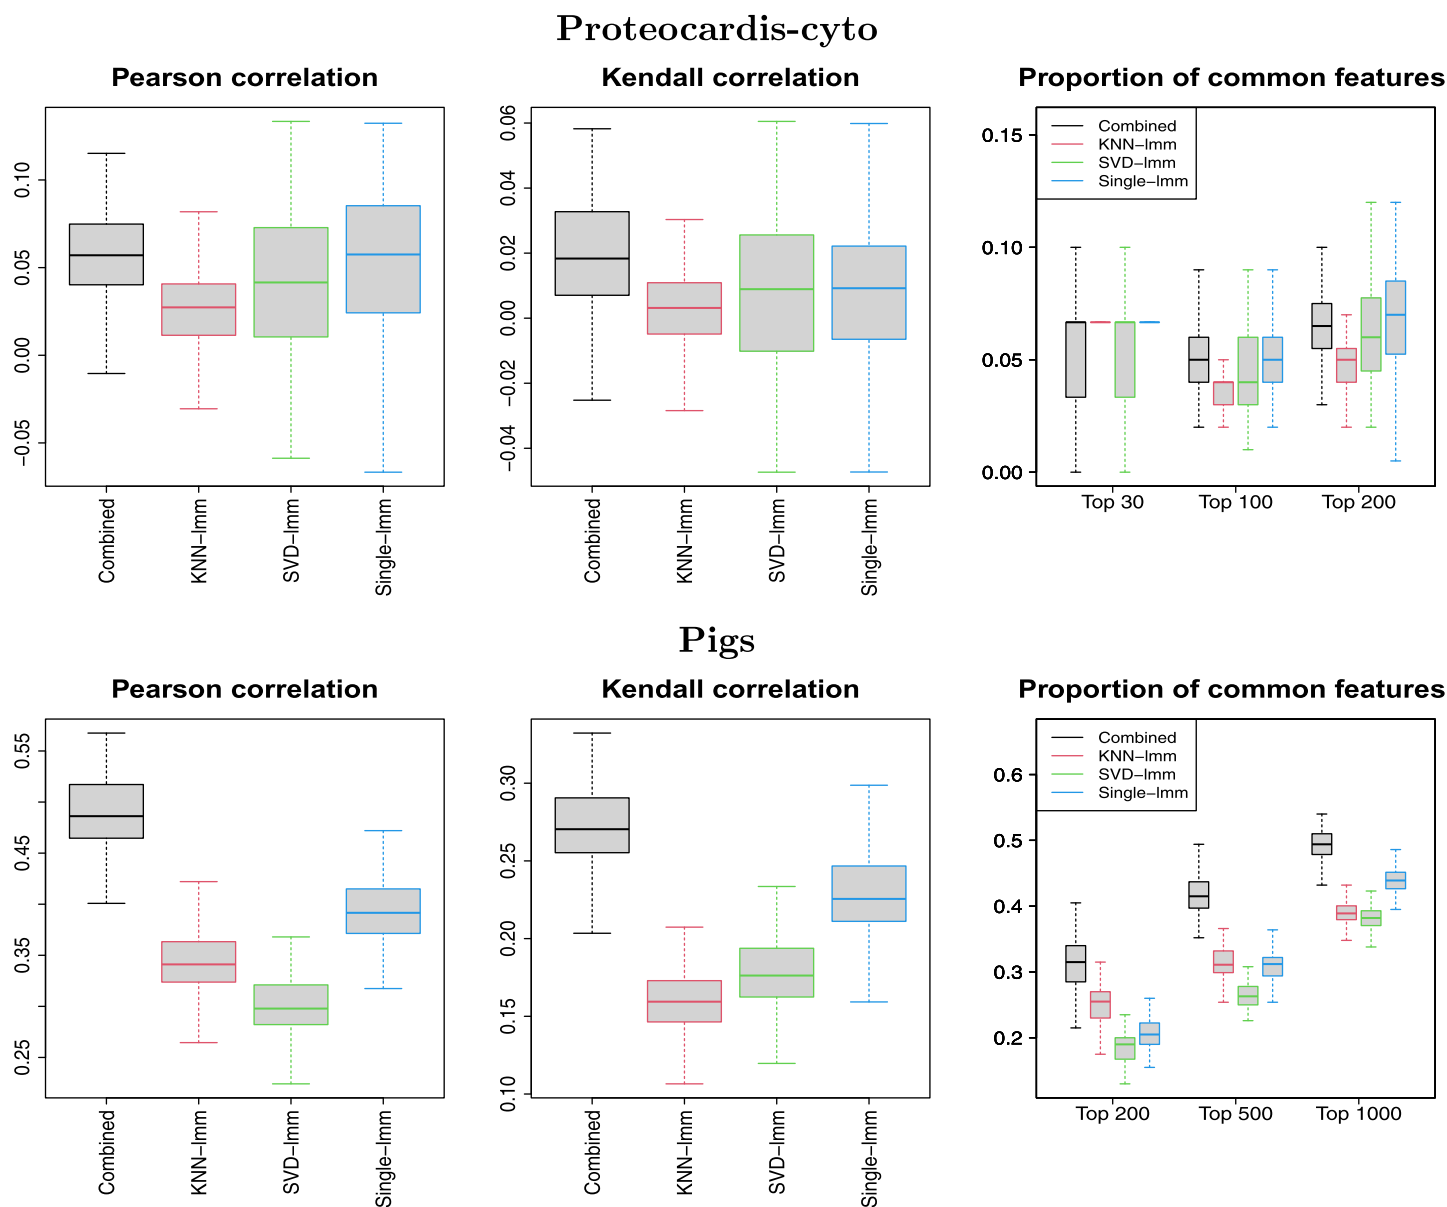 Proteocardis-cyto
Pearson correlation
0.10
0.05
0.00
−0.05
Combined
KNN−lmm
SVD−lmm
Single−lmm
Kendall correlation
0.06
0.04
0.02
0.00
−0.02
−0.04
Combined
KNN−lmm
SVD−lmm
Single−lmm
Proportion of common features
Combined
KNN−lmm
SVD−lmm
Single−lmm
0.15
0.10
0.05
0.00
Top 30
Top 100
Top 200
Pigs
Pearson correlation
0.55
0.45
0.35
0.25
Combined
KNN−lmm
SVD−lmm
Single−lmm
Kendall correlation
0.30
0.25
0.20
0.15
0.10
Combined
KNN−lmm
SVD−lmm
Single−lmm
Proportion of common features
Combined
KNN−lmm
SVD−lmm
Single−lmm
0.6
0.5
0.4
0.3
0.2
Top 200
Top 500
Top 1000